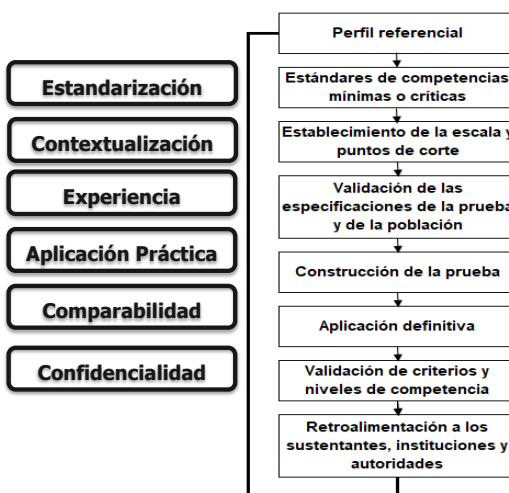 Estandarización
Contextualización
Experiencia
Aplicación Práctica
Comparabilidad
Confidencialidad
Perfil referencial
Estándares de competencias
mínimas o críticas
Establecimiento de la escala y
puntos de corte
Validación de las
especificaciones de la prueba
y de la población
Construcción de la prueba
Aplicación definitiva
Validación de criterios y
niveles de competencia
Retroalimentación a los
sustentantes, instituciones y
autoridades